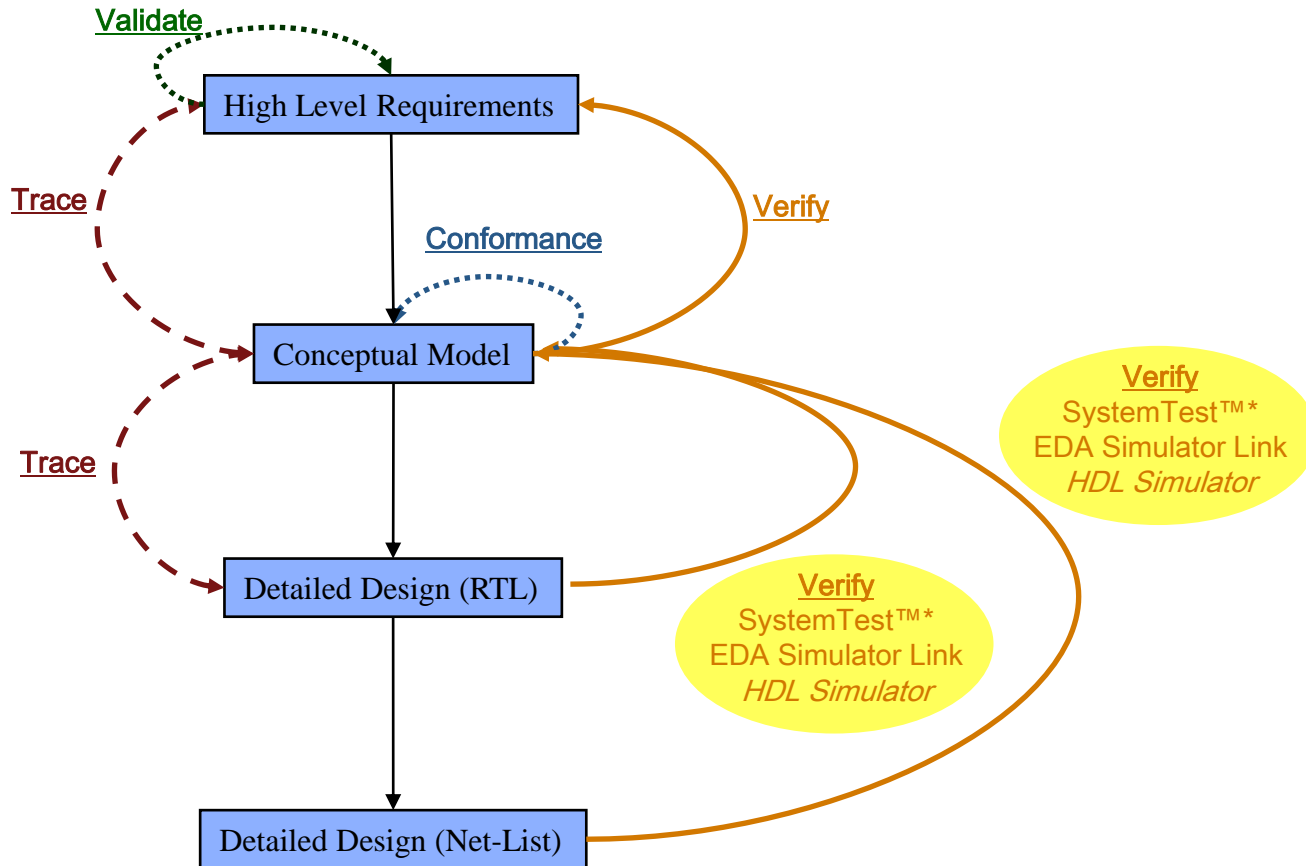 Validate
High Level Requirements
Trace
Verify
Conformance
Conceptual Model
Verify
SystemTest™*
EDA Simulator Link
HDL Simulator
Trace
Detailed Design (RTL)
Verify
SystemTest™*
EDA Simulator Link
HDL Simulator
Detailed Design (Net-List)